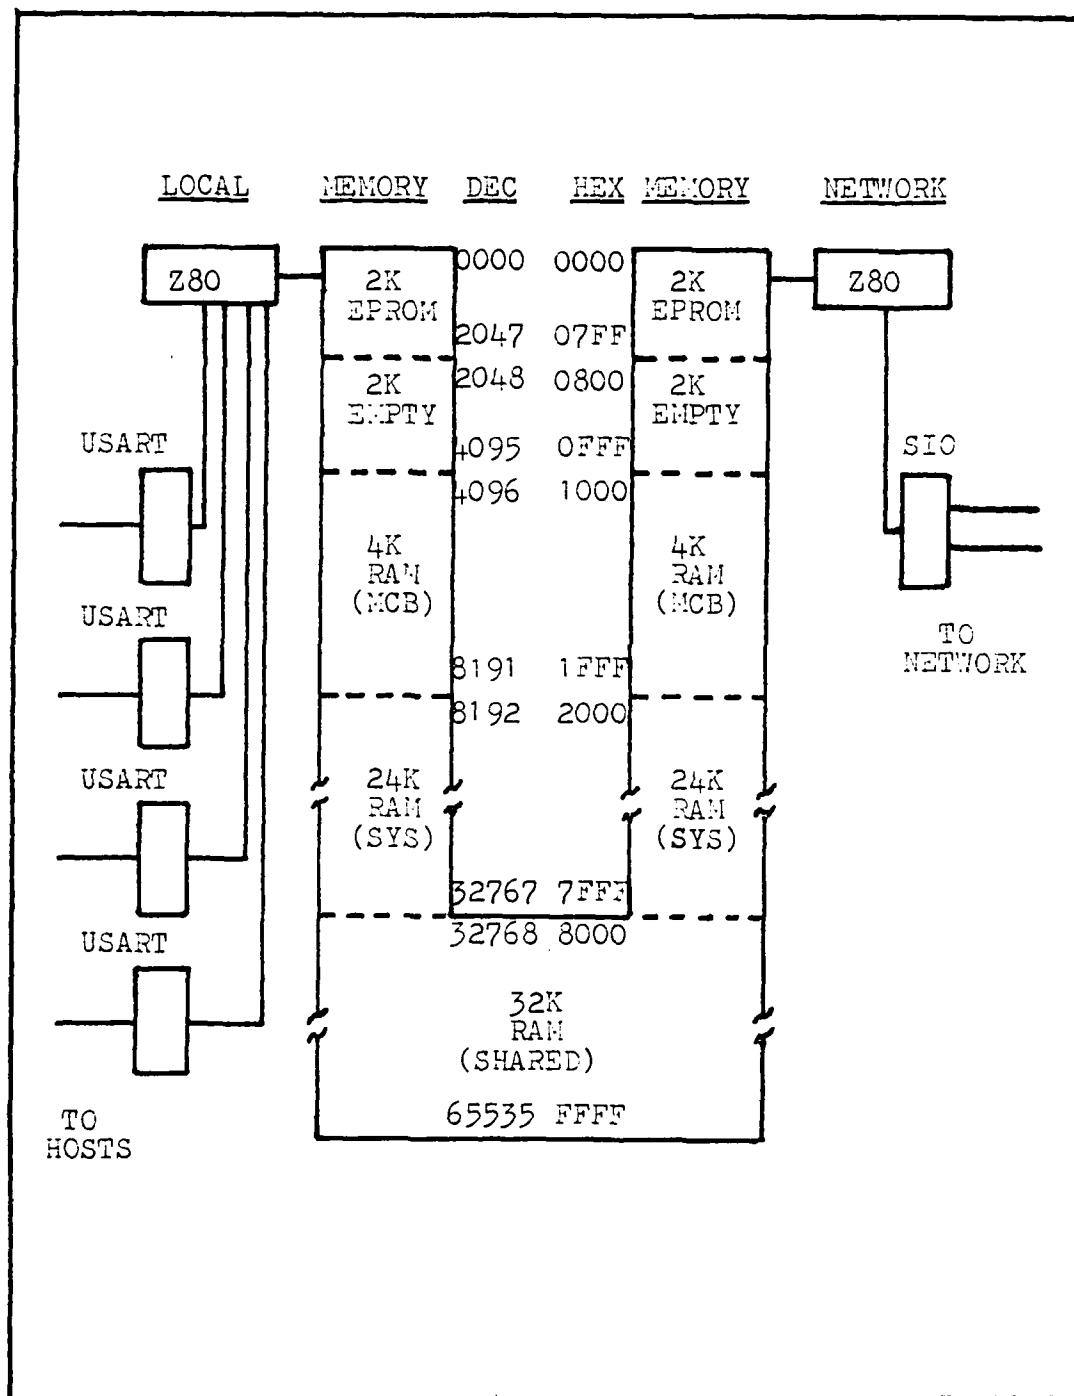 LOCAL MEMORY DEC HEX MEMORY NETWORK
Z80 2K EPROM 0000 0000 2K EPROM Z80
2047 07FF
2K EMPTY 2048 0800 2K EMPTY
USART 4095 0FFF SIO
4096 1000
4K RAM (MCB) 4K RAM (MCB)
USART TO NETWORK
8191 1FFF
8192 2000
USART 24K RAM (SYS) 24K RAM (SYS)
32767 7FFF
USART 32768 8000
32K
RAM
(SHARED)
65535 FFFF
TO
HOSTS